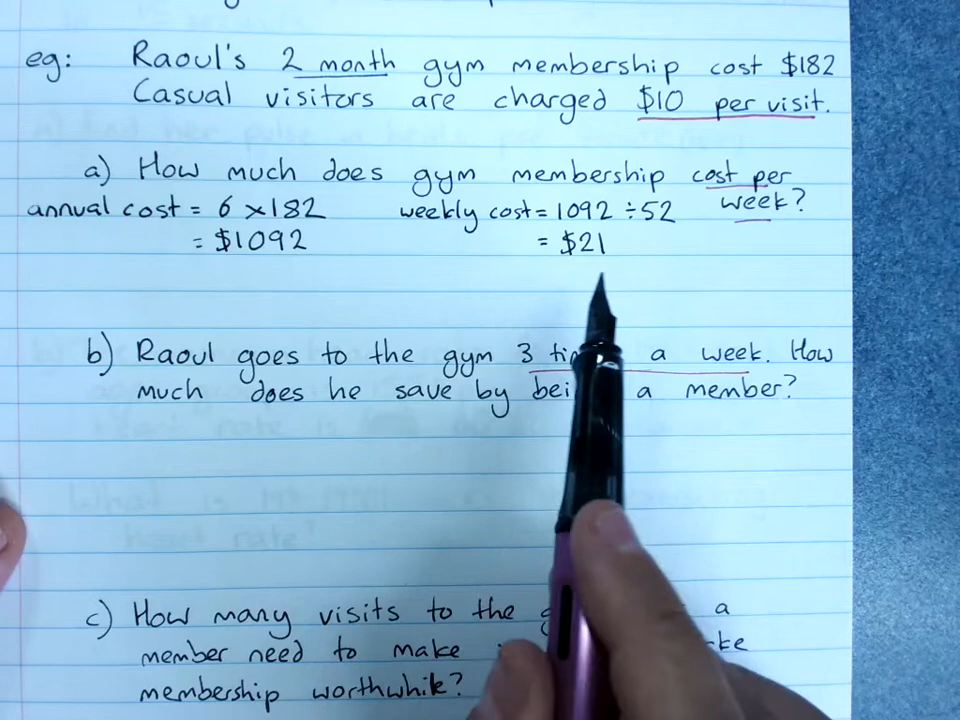 eg: Raoul's 2 month gym membership cost $182
Casual visitors are charged $10 per visit.
a) How much does gym membership cost per
week?
annual cost = 6 × 182
= $1092
weekly cost = 1092 ÷ 52
= $21
b) Raoul goes to the gym 3 a week. How
much does he save by a member?
c) How many visits to the a
member need to make
membership worthwhile?